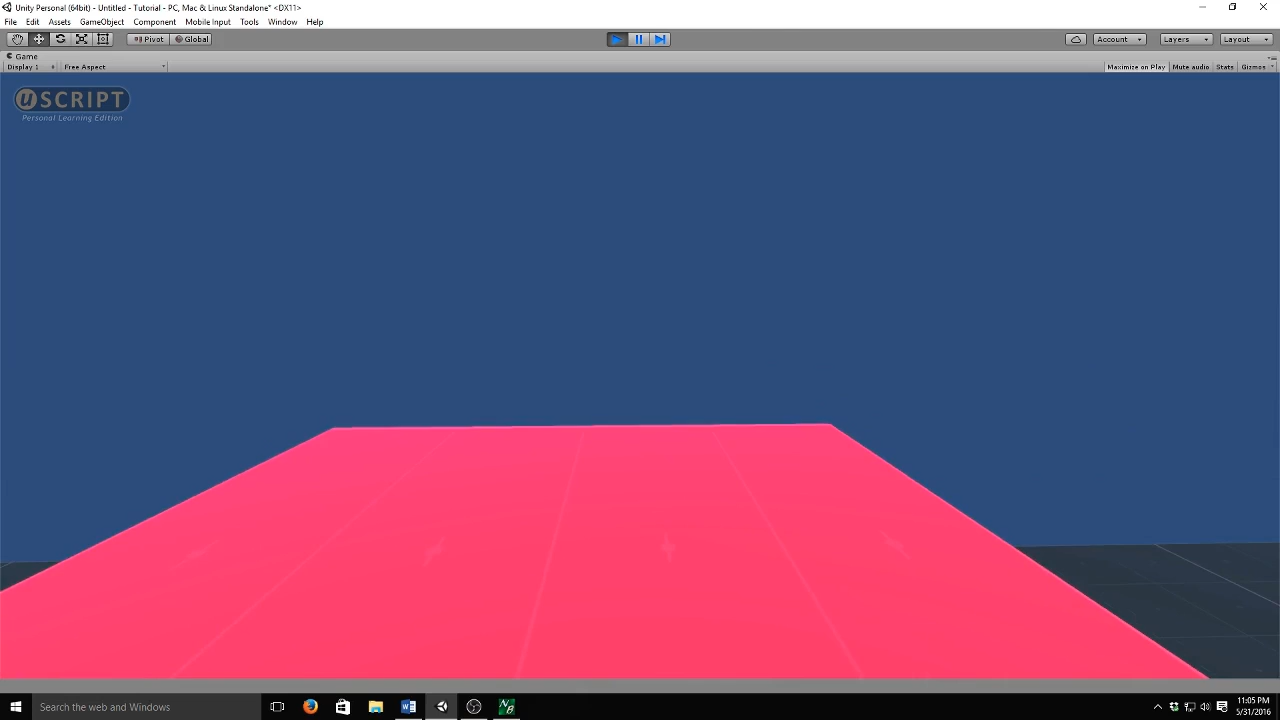 Unity Personal (64bit) - Untitled - Tutorial - PC, Mac & Linux Standalone* <DX11>
File Edit Assets GameObject Component Mobile Input Tools Window Help
Pivot Global Account Layers Layout
Game
Display 1 Free Aspect Maximize on Play Mute audio Stats Gizmos
uSCRIPT
Personal Learning Edition
Search the web and Windows
11:05 PM
5/31/2016